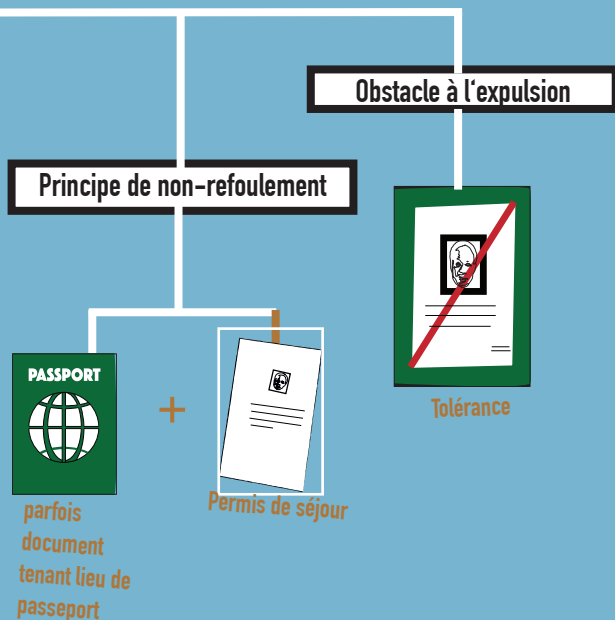 Obstacle à l‘expulsion
Principe de non-refoulement
PASSPORT
+
Tolérance
Permis de séjour
parfois
document
tenant lieu de
passeport